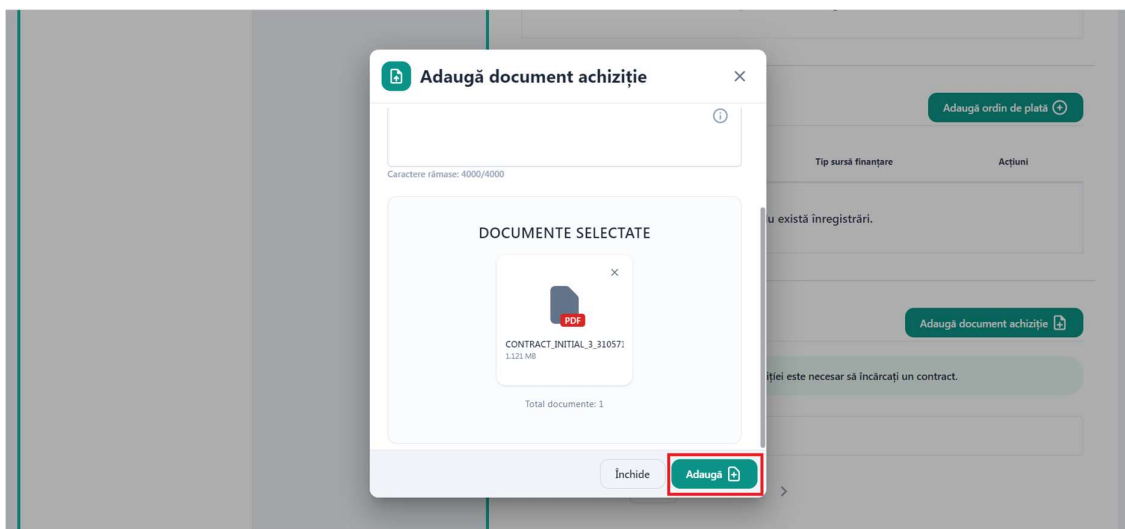 Adaugă document achiziție
Adaugă ordin de plată
Caractere rămase: 4000/4000
Tip sursă finanțare
Acțiuni
u există înregistrări.
DOCUMENTE SELECTATE
PDF
CONTRACT_INITIAL_3_31057
1.121 MB
Total documente: 1
Adaugă document achiziție
iției este necesar să încărcați un contract.
Închide
Adaugă